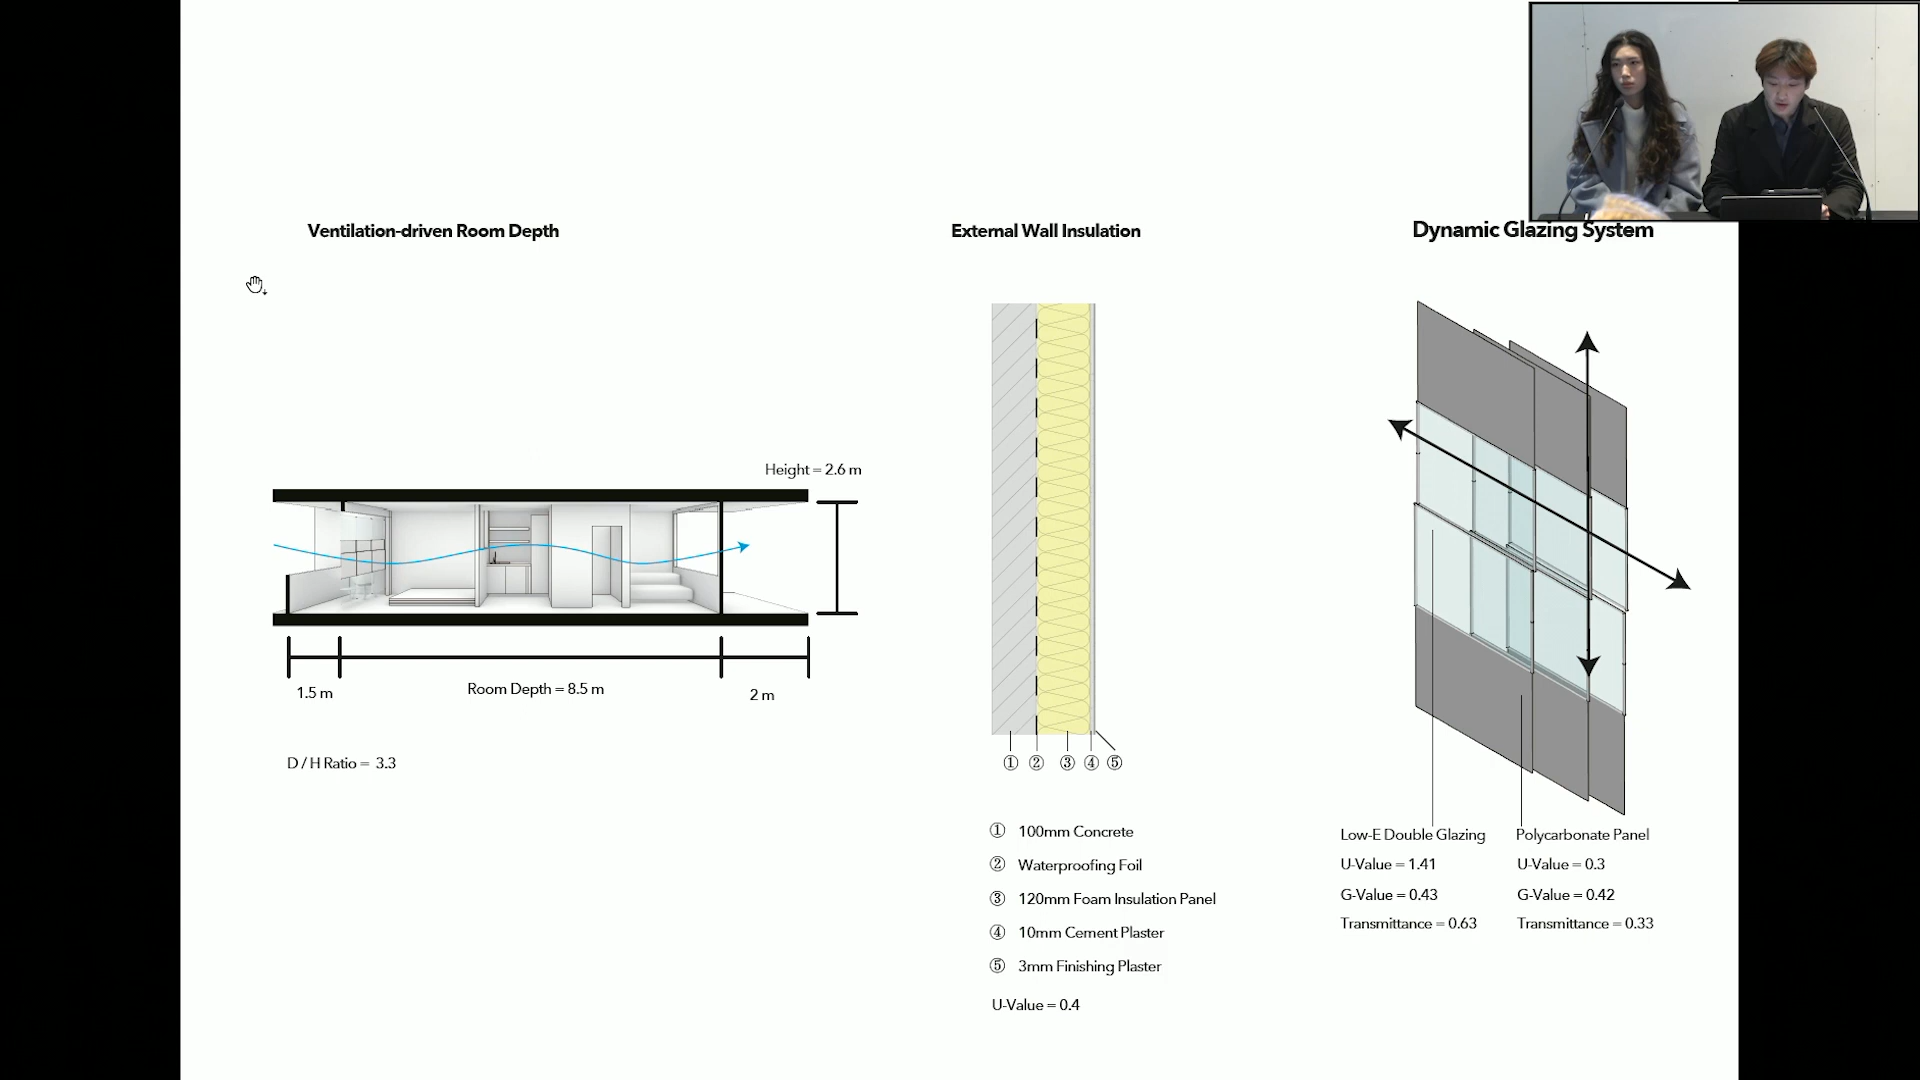 Ventilation-driven Room Depth
Height = 2.6 m
1.5 m
Room Depth = 8.5 m
2 m
D / H Ratio = 3.3
External Wall Insulation
① ② ③ ④ ⑤
① 100mm Concrete
② Waterproofing Foil
③ 120mm Foam Insulation Panel
④ 10mm Cement Plaster
⑤ 3mm Finishing Plaster
U-Value = 0.4
Dynamic Glazing System
Low-E Double Glazing
U-Value = 1.41
G-Value = 0.43
Transmittance = 0.63
Polycarbonate Panel
U-Value = 0.3
G-Value = 0.42
Transmittance = 0.33